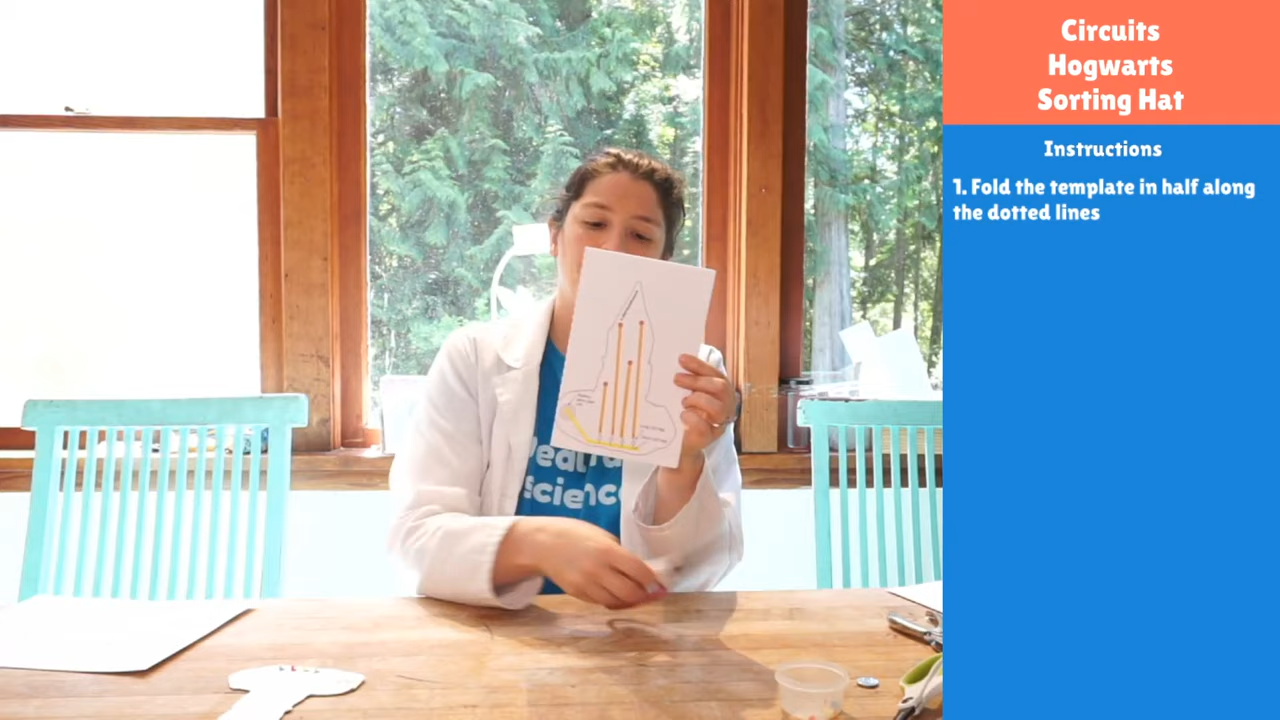 Circuits
Hogwarts
Sorting Hat
Instructions
1. Fold the template in half along
the dotted lines